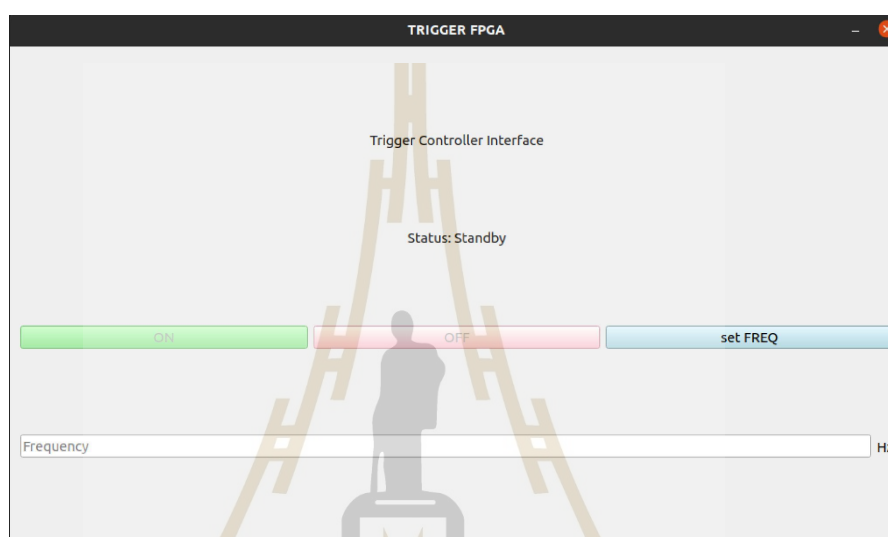 TRIGGER FPGA
Trigger Controller Interface
Status: Standby
ON OFF set FREQ
Frequency